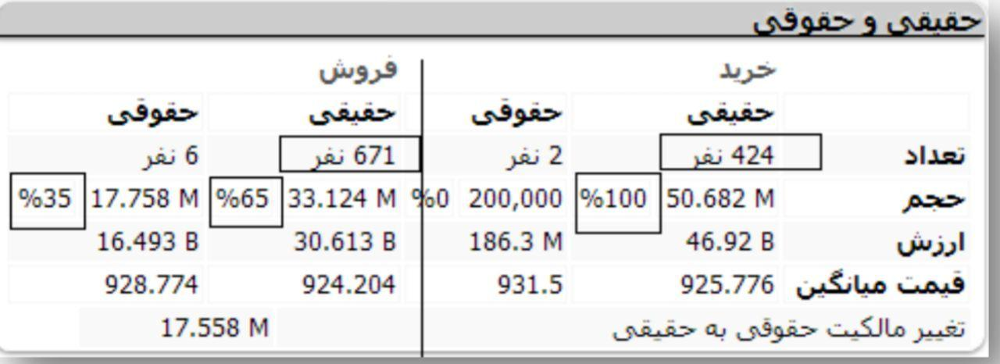 حقیقی و حقوقی
خرید فروش
حقیقی حقوقی حقیقی حقوقی
تعداد 424 نفر 2 نفر 671 نفر 6 نفر
حجم 50.682 M %100 200,000 %0 33.124 M %65 17.758 M %35
ارزش 46.92 B 186.3 M 30.613 B 16.493 B
قیمت میانگین 925.776 931.5 924.204 928.774
تغییر مالکیت حقوقی به حقیقی 17.558 M